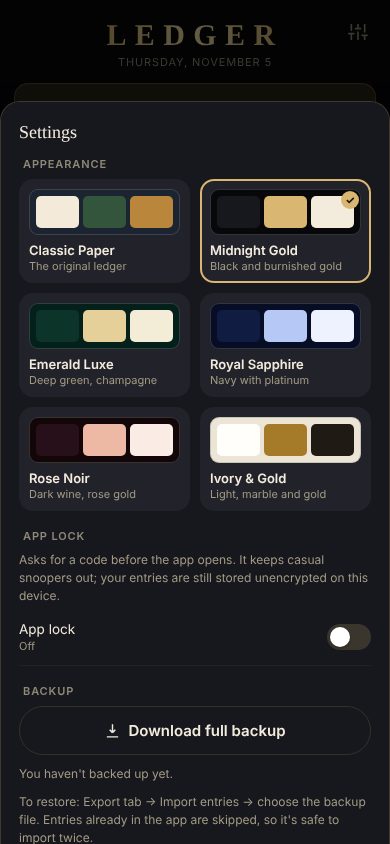 LEDGER
THURSDAY, NOVEMBER 5
Settings
APPEARANCE
Classic Paper
The original ledger
Midnight Gold
Black and burnished gold
Emerald Luxe
Deep green, champagne
Royal Sapphire
Navy with platinum
Rose Noir
Dark wine, rose gold
Ivory & Gold
Light, marble and gold
APP LOCK
Asks for a code before the app opens. It keeps casual
snoopers out; your entries are still stored unencrypted on this
device.
App lock
Off
BACKUP
Download full backup
You haven't backed up yet.
To restore: Export tab → Import entries → choose the backup
file. Entries already in the app are skipped, so it's safe to
import twice.